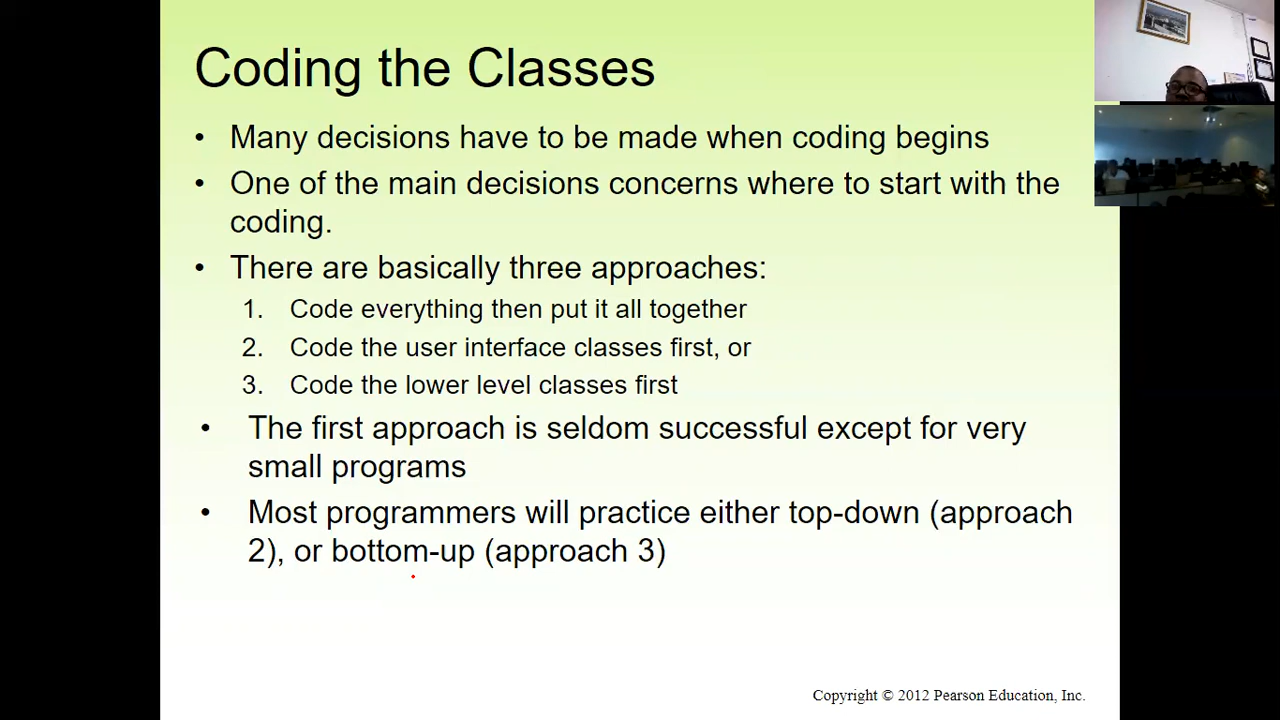 Coding the Classes
• Many decisions have to be made when coding begins
• One of the main decisions concerns where to start with the
coding.
• There are basically three approaches:
1. Code everything then put it all together
2. Code the user interface classes first, or
3. Code the lower level classes first
• The first approach is seldom successful except for very
small programs
• Most programmers will practice either top-down (approach
2), or bottom-up (approach 3)
Copyright © 2012 Pearson Education, Inc.